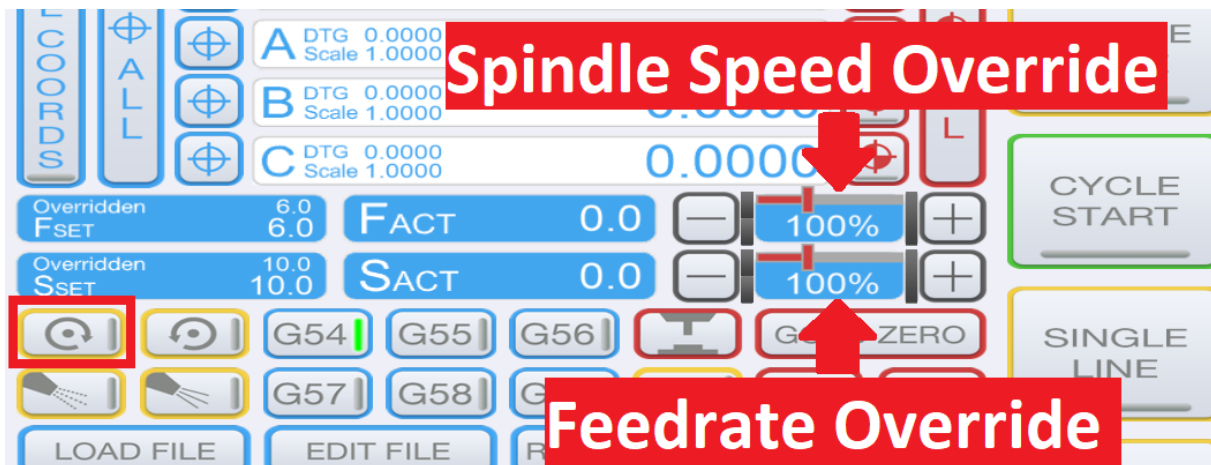 COORDS
ALL
A DTG 0.0000
Scale 1.0000
Spindle Speed Override
E
B DTG 0.0000
Scale 1.0000
L
C DTG 0.0000
Scale 1.0000
0.0000
CYCLE
START
Overridden 6.0
FSET 6.0
FACT 0.0
100%
Overridden 10.0
SSET 10.0
SACT 0.0
100%
G54 G55 G56 ZERO
SINGLE
LINE
G57 G58 G
Feedrate Override
LOAD FILE EDIT FILE R